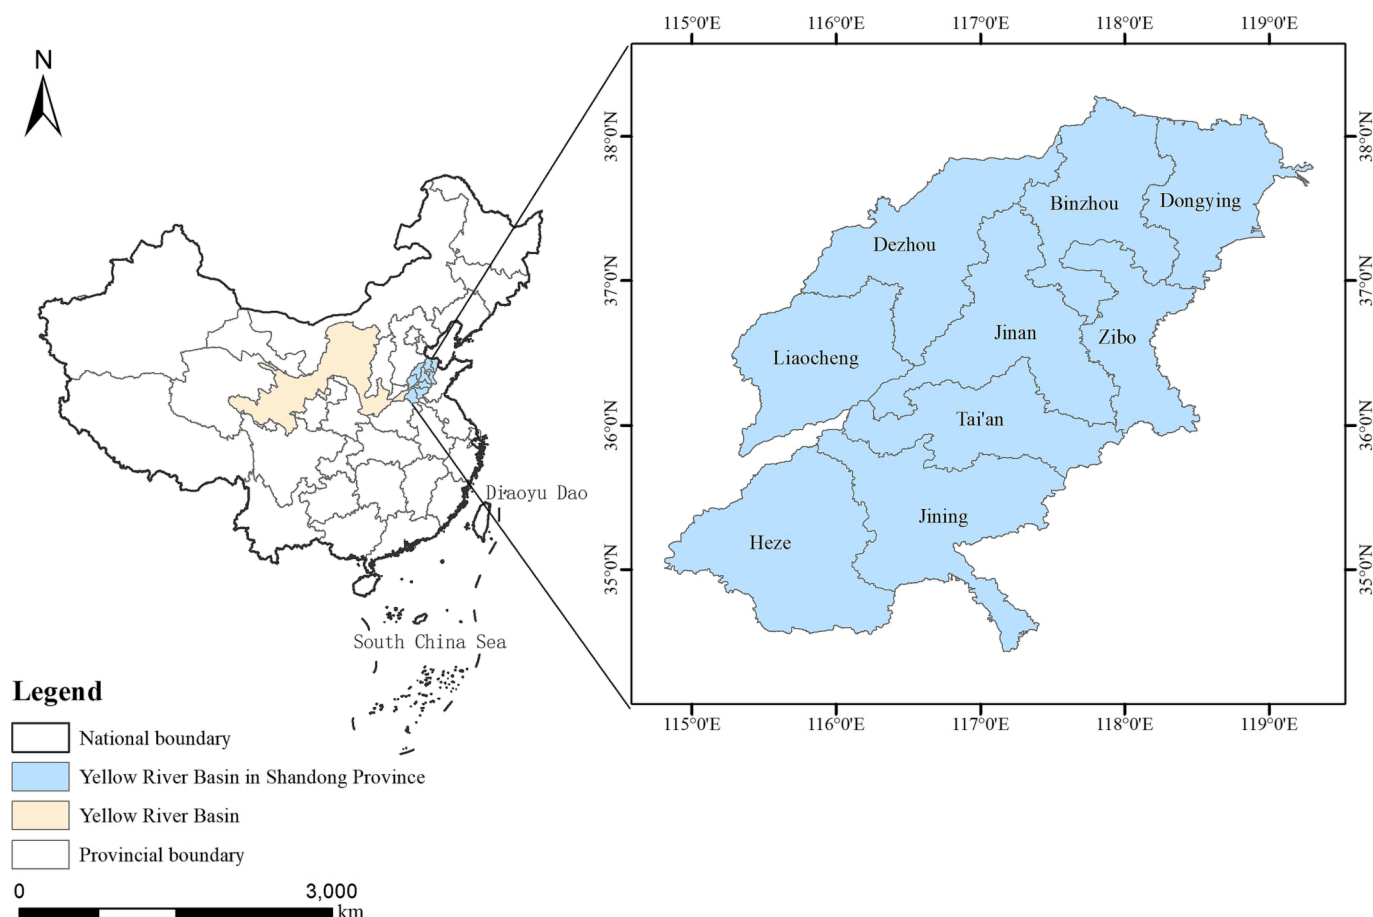 N
115°0'E 116°0'E 117°0'E 118°0'E 119°0'E
38°0'N 38°0'N
Binzhou Dongying
Dezhou
37°0'N 37°0'N
Jinan Zibo
Liaocheng
Tai'an
36°0'N 36°0'N
Diaoyu Dao
Jining
Heze
35°0'N 35°0'N
South China Sea
115°0'E 116°0'E 117°0'E 118°0'E 119°0'E
Legend
National boundary
Yellow River Basin in Shandong Province
Yellow River Basin
Provincial boundary
0 3,000
km